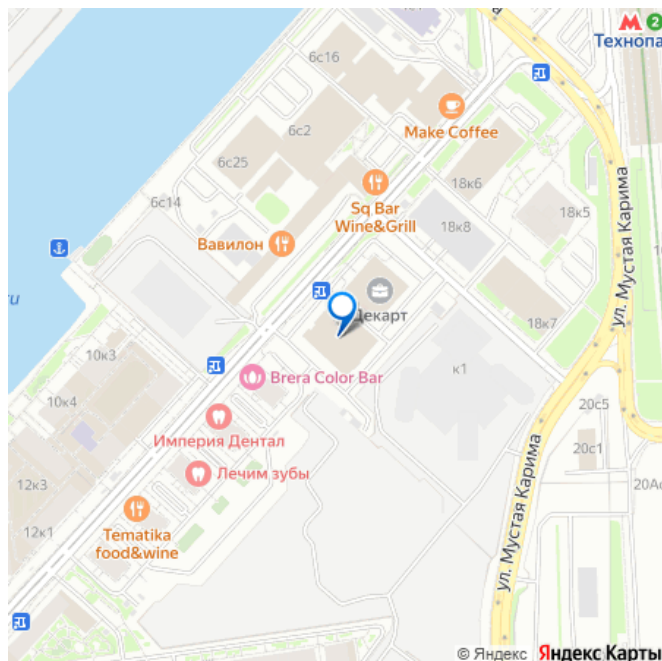 6с16
2
Технопа
Make Coffee
6с2
6с25
18к6
Sq Bar
Wine&Grill
18к5
6с14
18к8
Вавилон
ул. Мустая Карима
Декарт
18к7
10к3
к1
Brera Color Bar
10к4
20с5
Империя Дентал
20с1
Лечим зубы
12к3
20Ас
Tematika
food&wine
12к1
ул. Мустая Карима
© Яндекс Яндекс Карты